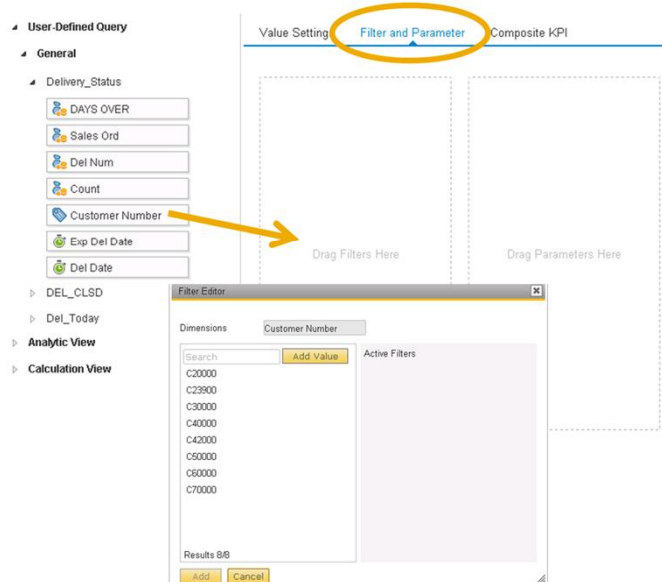 User-Defined Query
General
Delivery_Status
DAYS OVER
Sales Ord
Del Num
Count
Customer Number
Exp Del Date
Del Date
DEL_CLSD
Del_Today
Analytic View
Calculation View
Value Setting Filter and Parameter Composite KPI
Drag Filters Here Drag Parameters Here
Filter Editor
Dimensions Customer Number
Search Add Value Active Filters
C20000
C23900
C30000
C40000
C42000
C50000
C60000
C70000
Results 8/8
Add Cancel